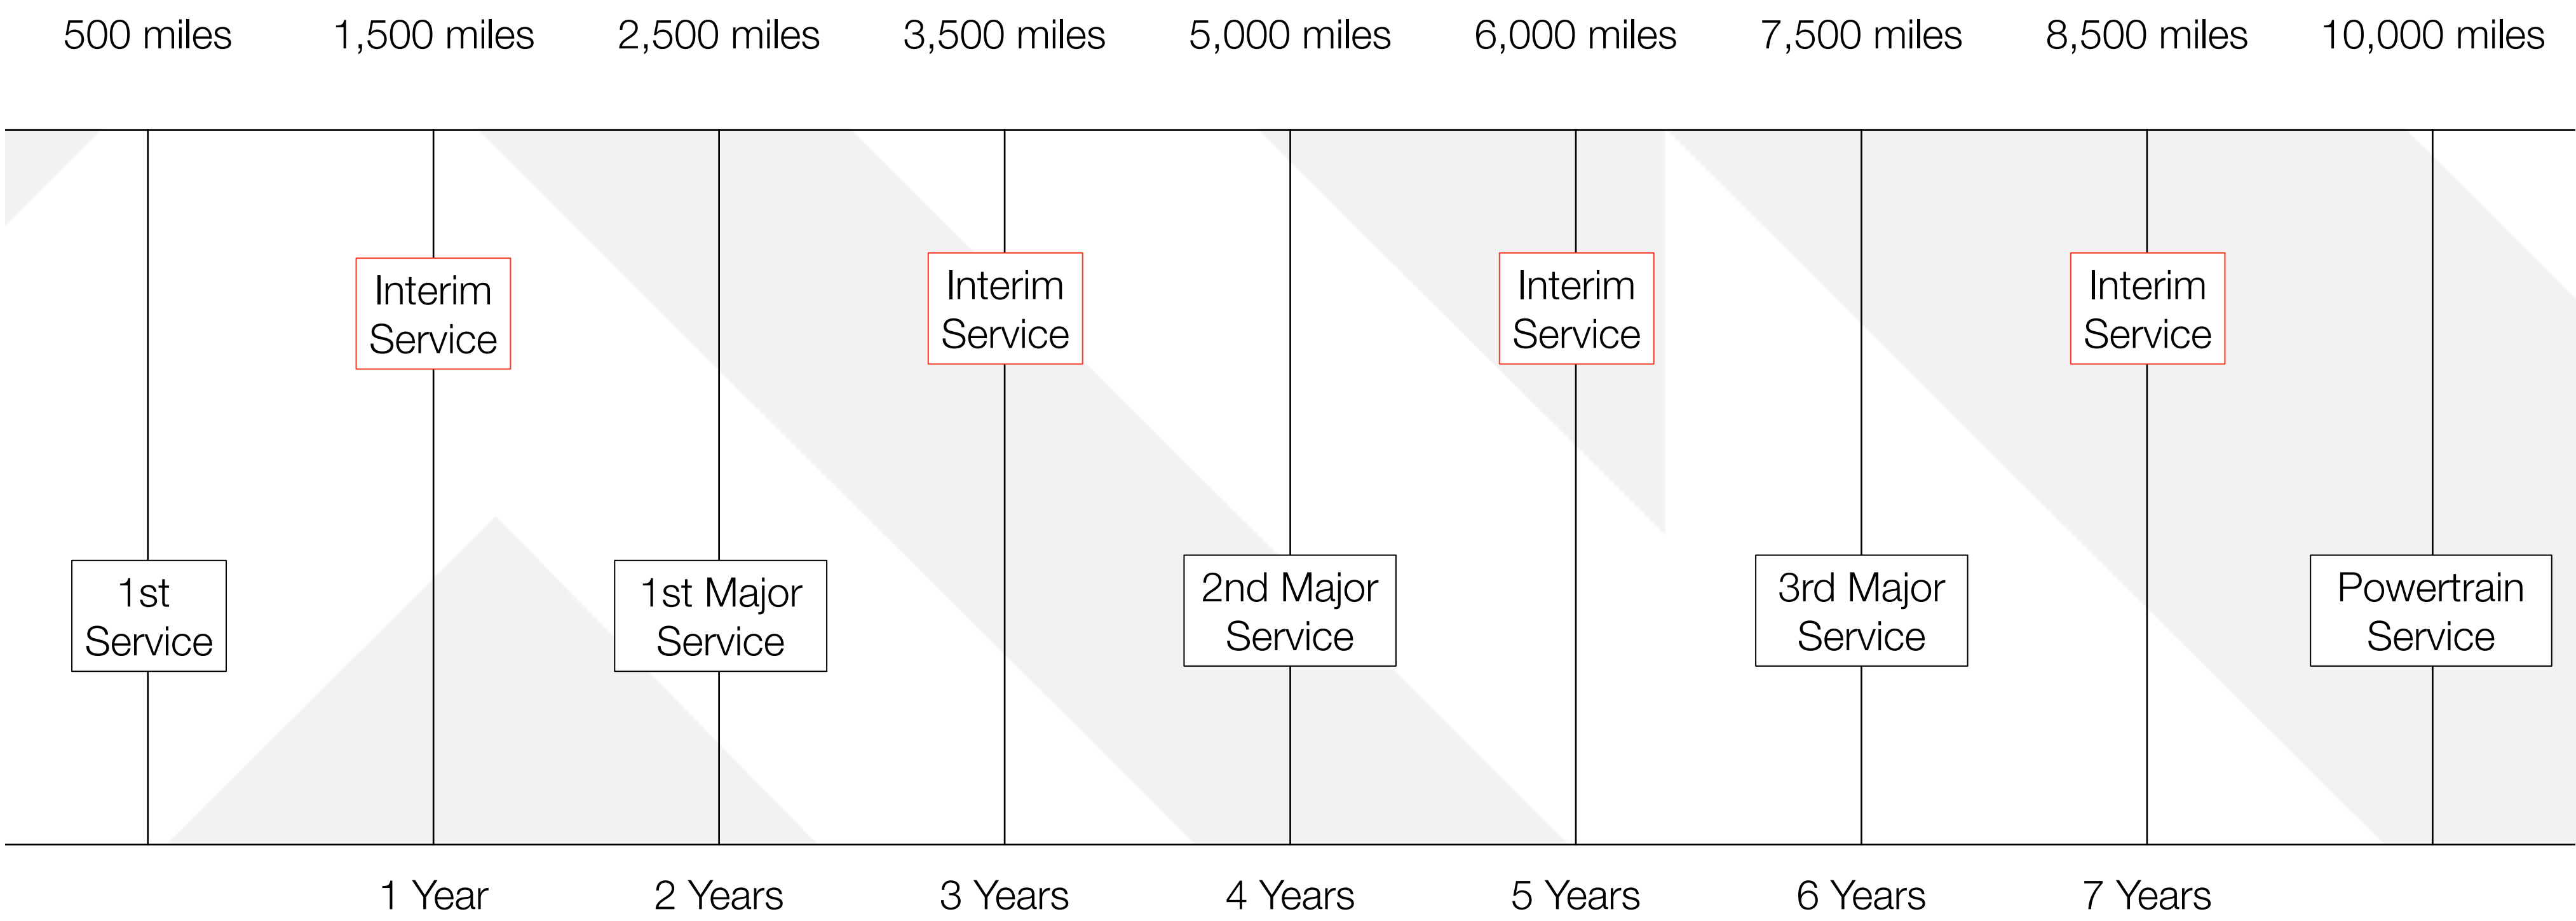 500 miles
1,500 miles
2,500 miles
3,500 miles
5,000 miles
6,000 miles
7,500 miles
8,500 miles
10,000 miles
Interim
Service
Interim
Service
Interim
Service
Interim
Service
1st
Service
1st Major
Service
2nd Major
Service
3rd Major
Service
Powertrain
Service
1 Year
2 Years
3 Years
4 Years
5 Years
6 Years
7 Years